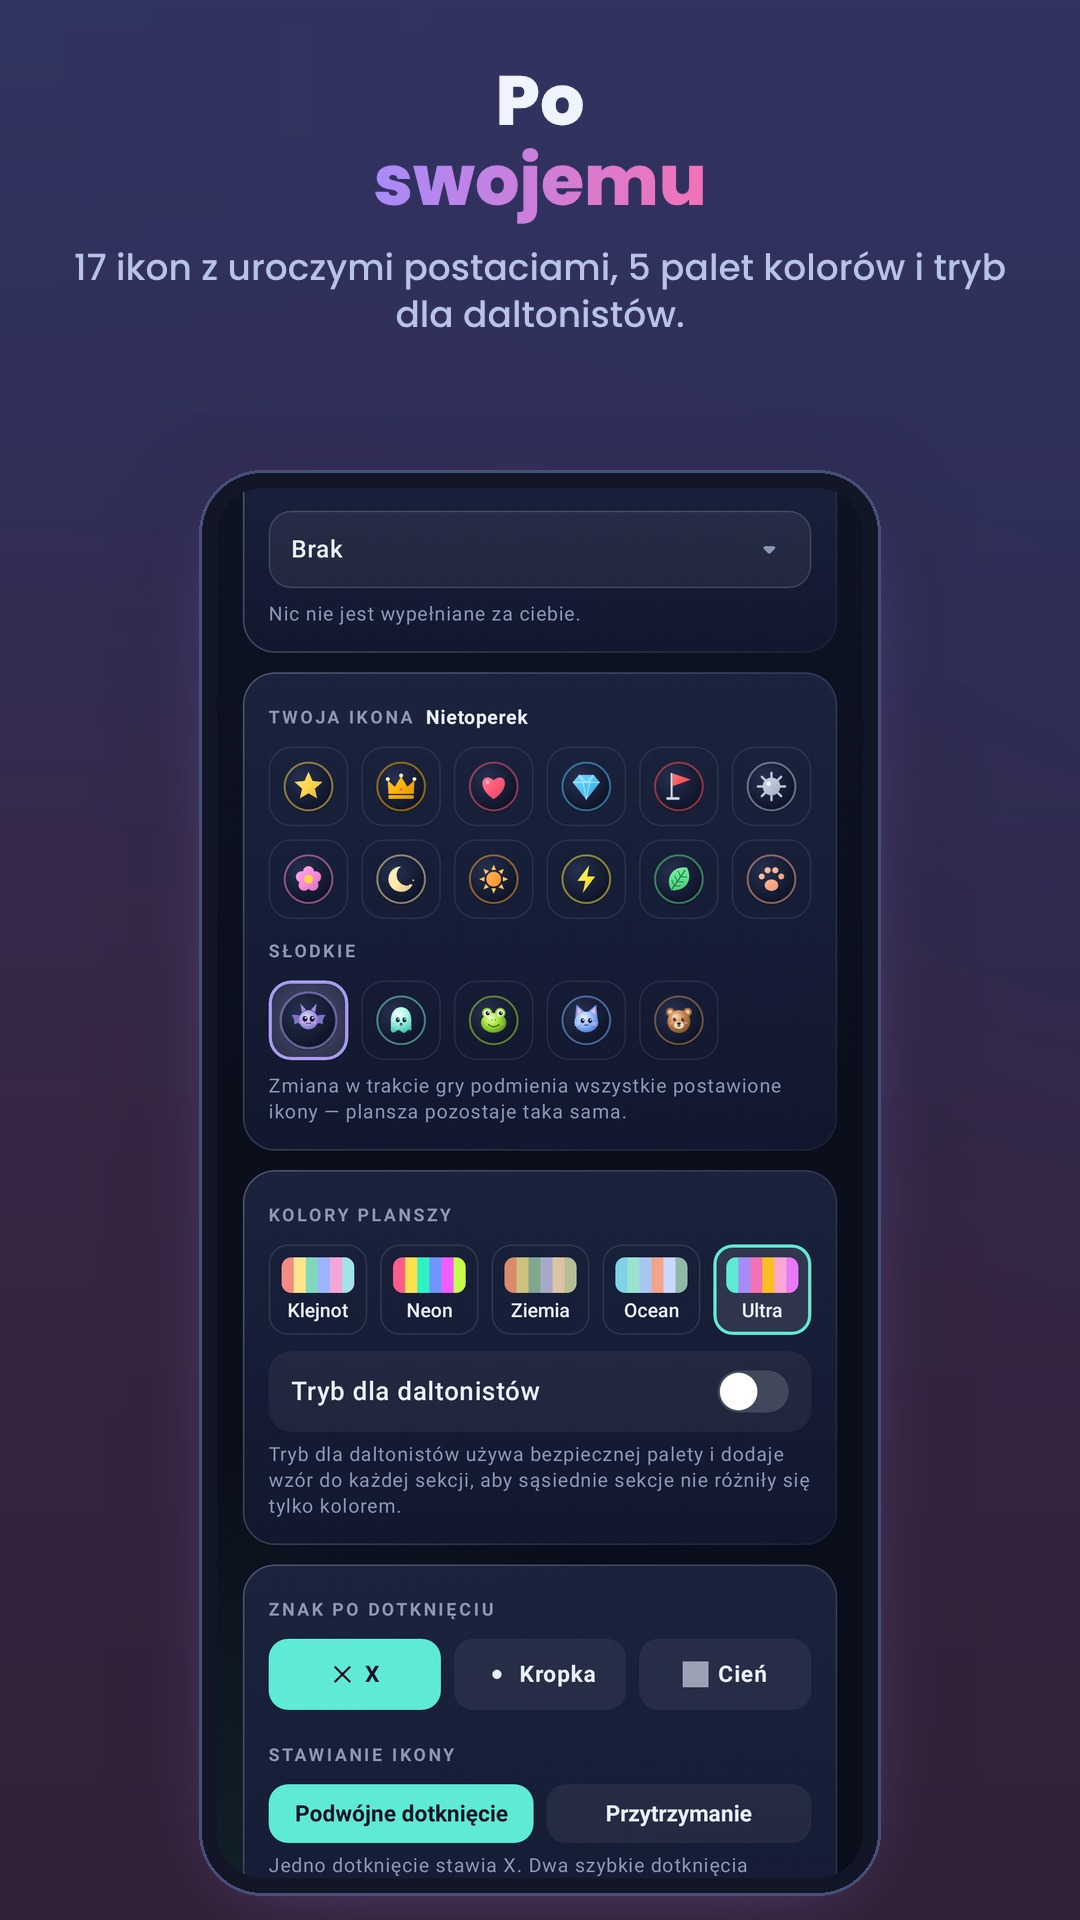 Po
swojemu
17 ikon z uroczymi postaciami, 5 palet kolorów i tryb
dla daltonistów.
Brak
Nic nie jest wypełniane za ciebie.
TWOJA IKONA Nietoperek
SŁODKIE
Zmiana w trakcie gry podmienia wszystkie postawione
ikony — plansza pozostaje taka sama.
KOLORY PLANSZY
Klejnot Neon Ziemia Ocean Ultra
Tryb dla daltonistów
Tryb dla daltonistów używa bezpiecznej palety i dodaje
wzór do każdej sekcji, aby sąsiednie sekcje nie różniły się
tylko kolorem.
ZNAK PO DOTKNIĘCIU
X Kropka Cień
STAWIANIE IKONY
Podwójne dotknięcie Przytrzymanie
Jedno dotknięcie stawia X. Dwa szybkie dotknięcia